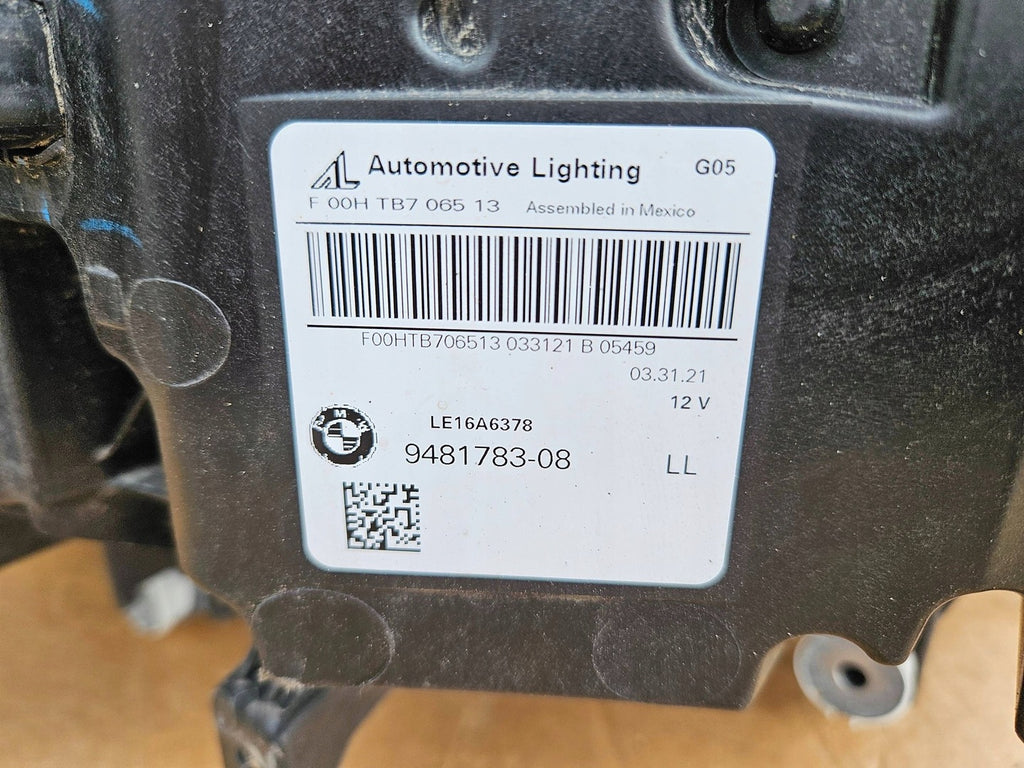 AL Automotive Lighting G05
F 00H TB7 065 13 Assembled in Mexico
F00HTB706513 033121 B 05459
03.31.21
12 V
LE16A6378
9481783-08 LL